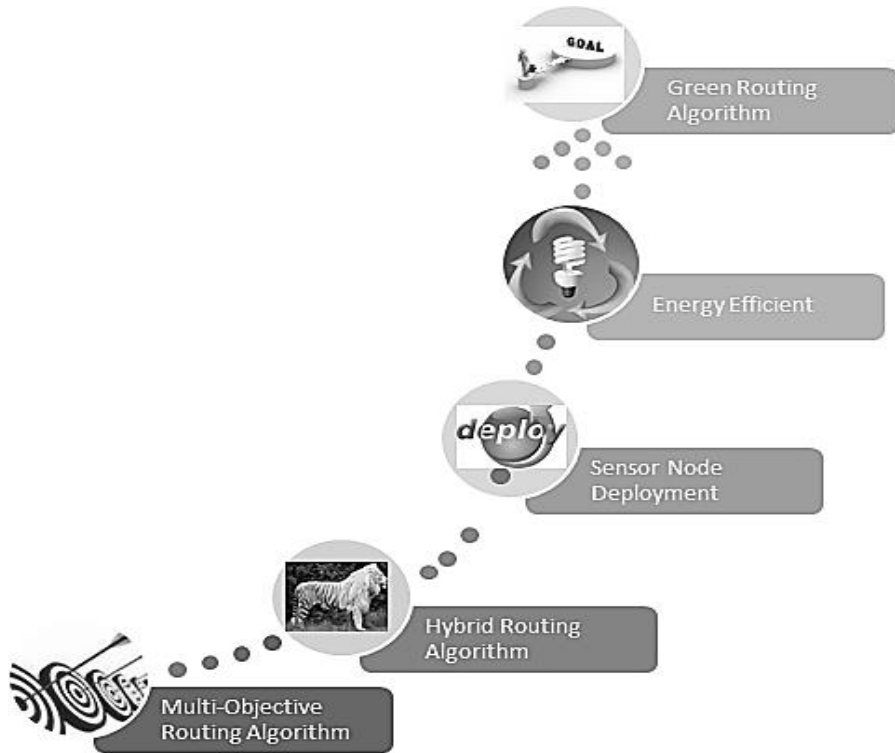 GOAL
Green Routing
Algorithm
Energy Efficient
deploy
Sensor Node
Deployment
Hybrid Routing
Algorithm
Multi-Objective
Routing Algorithm